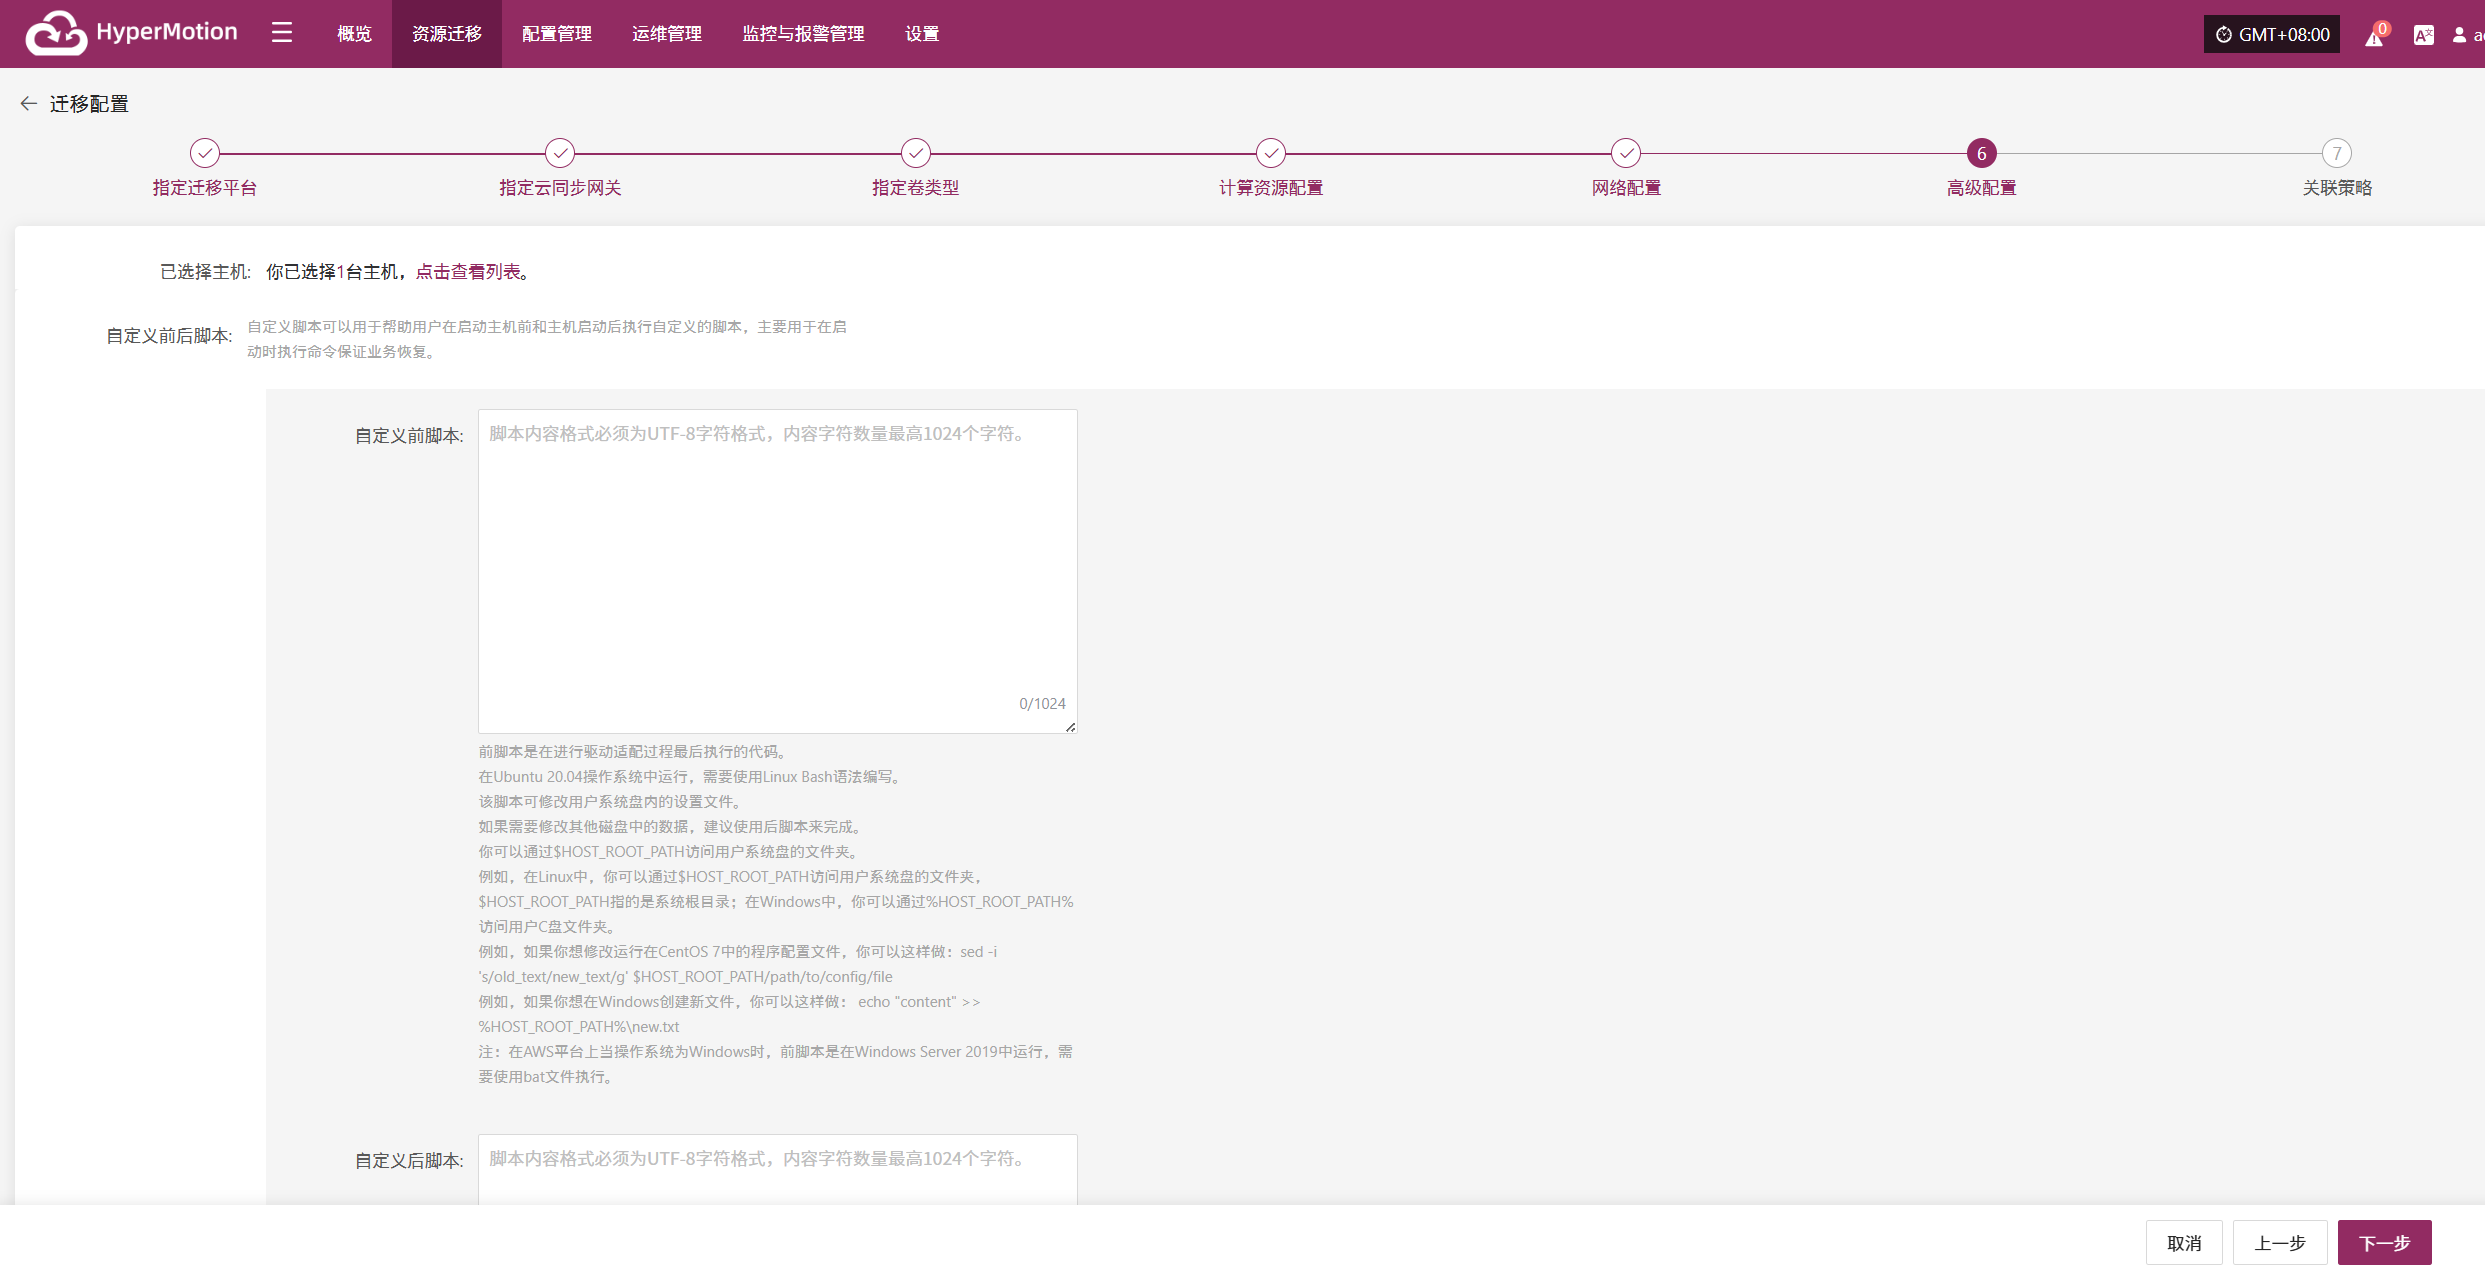 HyperMotion
概览
资源迁移
配置管理
运维管理
监控与报警管理
设置
GMT+08:00
0
迁移配置
指定迁移平台
指定云同步网关
指定卷类型
计算资源配置
网络配置
6
高级配置
7
关联策略
已选择主机: 你已选择1台主机，点击查看列表。
自定义前后脚本: 自定义脚本可以用于帮助用户在启动主机前和主机启动后执行自定义的脚本，主要用于在启
动时执行命令保证业务恢复。
自定义前脚本: 脚本内容格式必须为UTF-8字符格式，内容字符数量最高1024个字符。
0/1024
前脚本是在进行驱动适配过程最后执行的代码。
在Ubuntu 20.04操作系统中运行，需要使用Linux Bash语法编写。
该脚本可修改用户系统盘内的设置文件。
如果需要修改其他磁盘中的数据，建议使用后脚本来完成。
你可以通过$HOST_ROOT_PATH访问用户系统盘的文件夹。
例如，在Linux中，你可以通过$HOST_ROOT_PATH访问用户系统盘的文件夹，
$HOST_ROOT_PATH指的是系统根目录；在Windows中，你可以通过%HOST_ROOT_PATH%
访问用户C盘文件夹。
例如，如果你想修改运行在CentOS 7中的程序配置文件，你可以这样做：sed -i
's/old_text/new_text/g' $HOST_ROOT_PATH/path/to/config/file
例如，如果你想在Windows创建新文件，你可以这样做： echo "content" >>
%HOST_ROOT_PATH%\new.txt
注：在AWS平台上当操作系统为Windows时，前脚本是在Windows Server 2019中运行，需
要使用bat文件执行。
自定义后脚本: 脚本内容格式必须为UTF-8字符格式，内容字符数量最高1024个字符。
取消
上一步
下一步